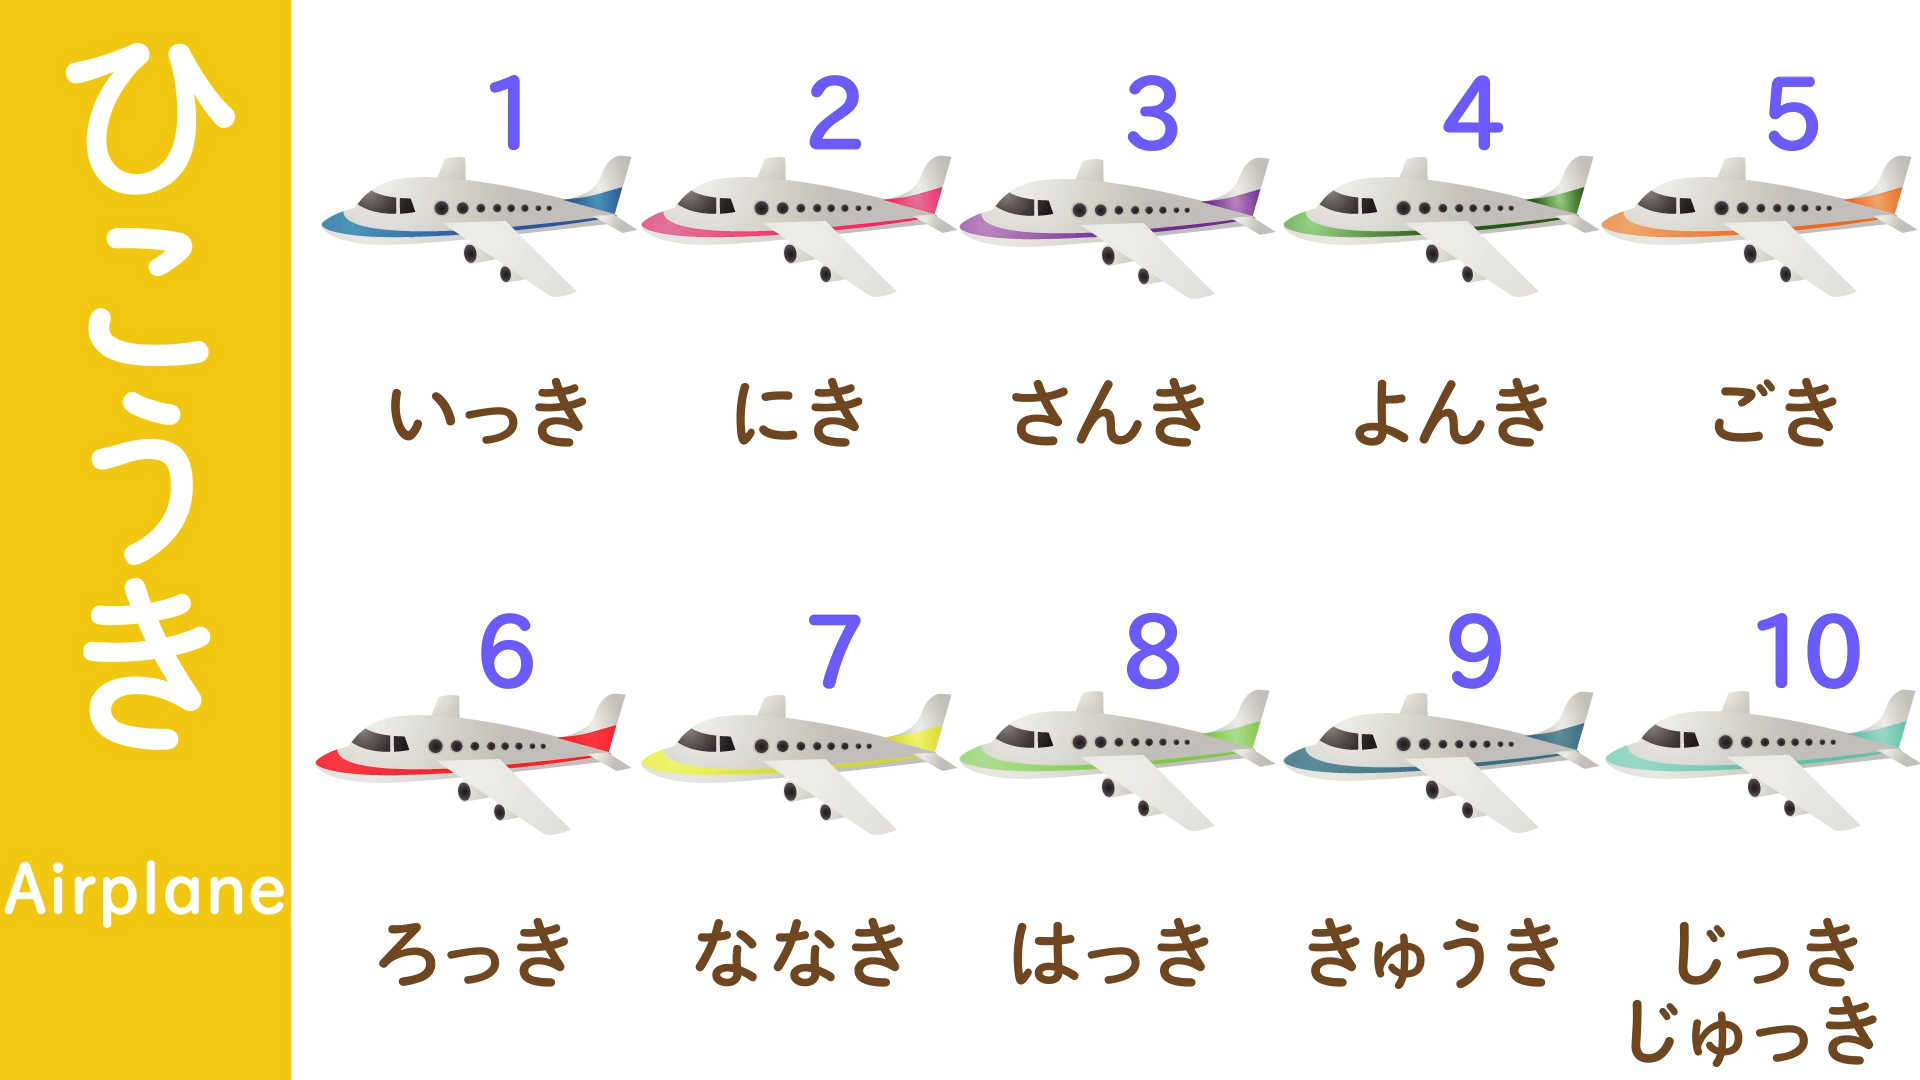 ひこうき
Airplane
1
2
3
4
5
いっき
にき
さんき
よんき
ごき
6
7
8
9
10
ろっき
ななき
はっき
きゅうき
じっき
じゅっき